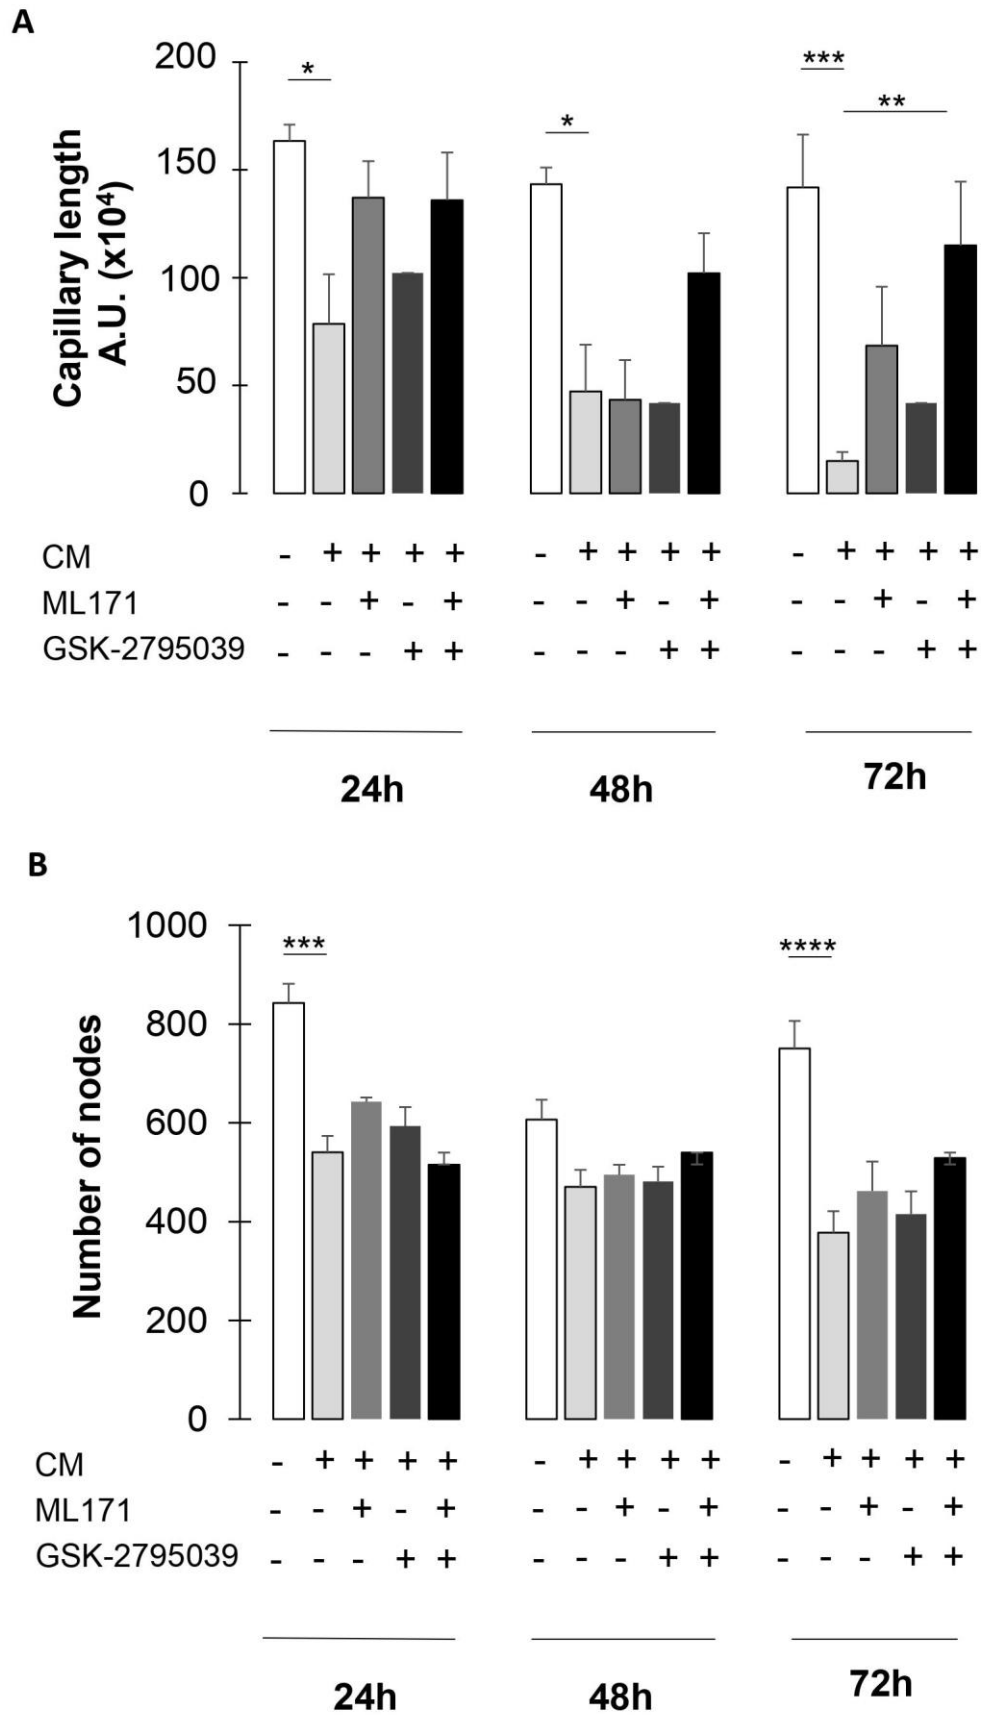 A
Capillary length
A.U. (x10⁴)
200
150
100
50
0
* * *** **
CM - + + + + - + + + + - + + + +
ML171 - - + - + - - + - + - - + - +
GSK-2795039 - - - + + - - - + + - - - + +
24h 48h 72h
B
Number of nodes
1000
800
600
400
200
0
*** ****
CM - + + + + - + + + + - + + + +
ML171 - - + - + - - + - + - - + - +
GSK-2795039 - - - + + - - - + + - - - + +
24h 48h 72h